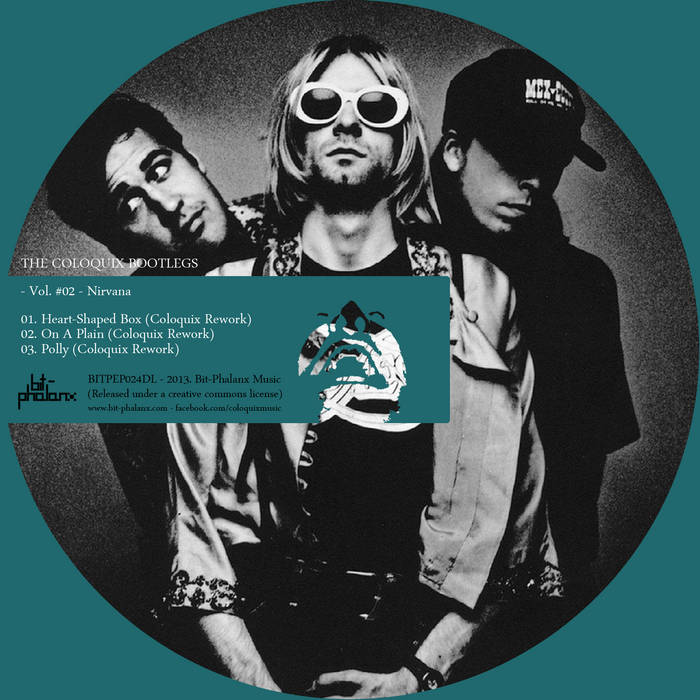 THE COLOQUIX BOOTLEGS
- Vol. #02 - Nirvana
01. Heart-Shaped Box (Coloquix Rework)
02. On A Plain (Coloquix Rework)
03. Polly (Coloquix Rework)
bit-
phalanx
BITPEP024DL - 2013. Bit-Phalanx Music
(Released under a creative commons license)
www.bit-phalanx.com - facebook.com/coloquixmusic